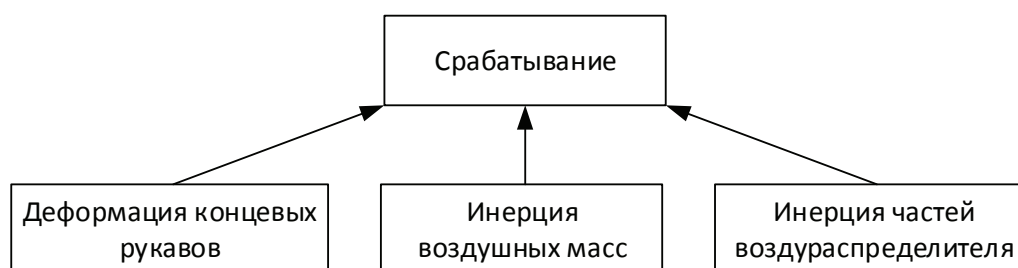 Срабатывание
Деформация концевых
рукавов
Инерция
воздушных масс
Инерция частей
воздураспределителя